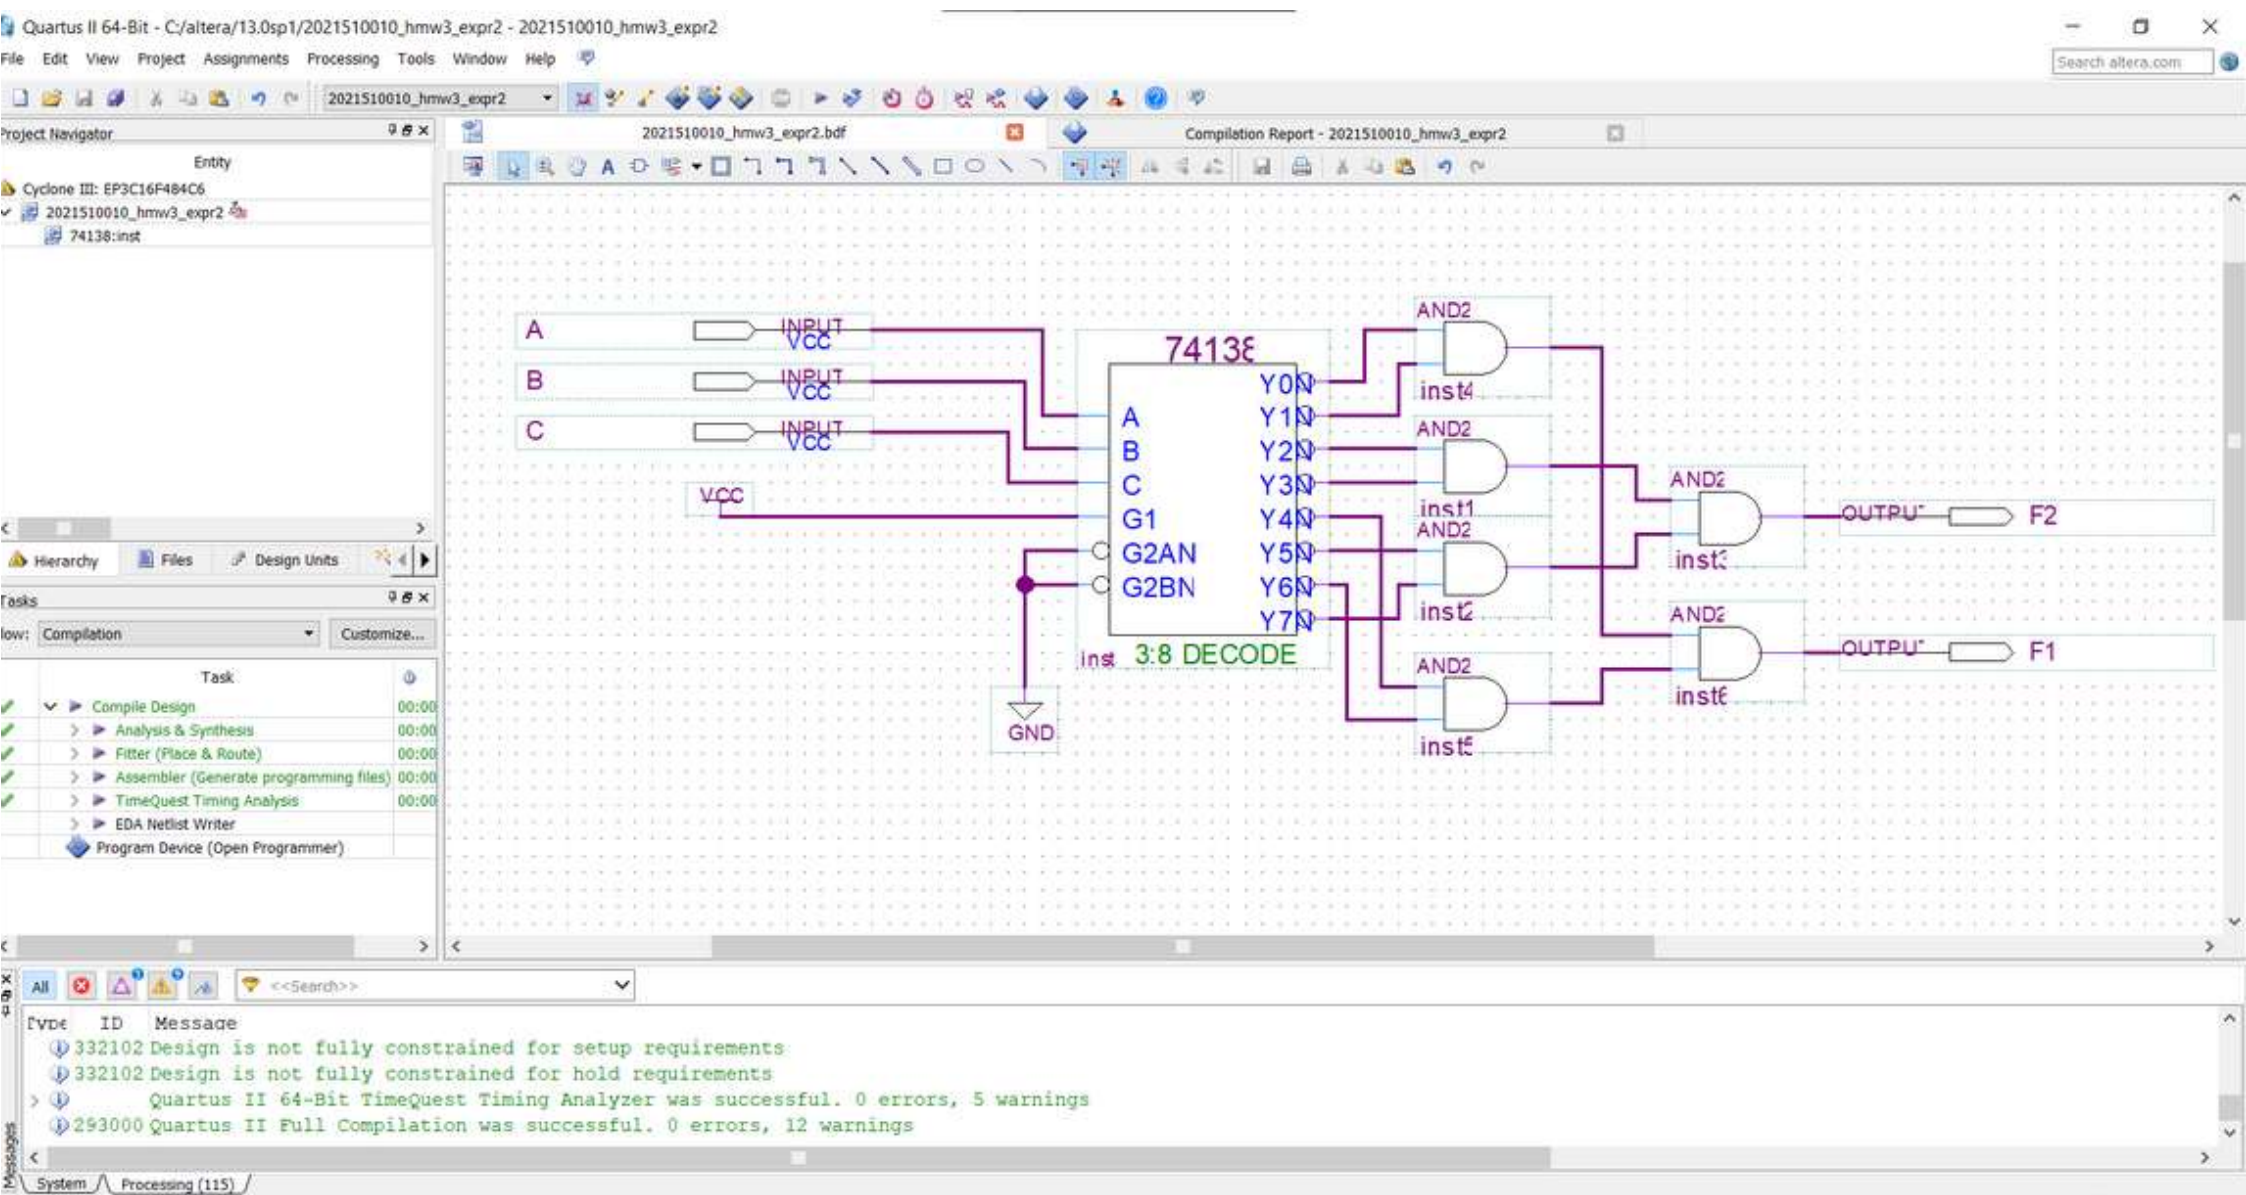 Quartus II 64-Bit - C:/altera/13.0sp1/2021510010_hmw3_expr2 - 2021510010_hmw3_expr2
File Edit View Project Assignments Processing Tools Window Help
Search altera.com
2021510010_hmw3_expr2
Project Navigator
Entity
Cyclone III: EP3C16F484C6
2021510010_hmw3_expr2
74138:inst
Hierarchy Files Design Units
Tasks
low: Compilation Customize...
Task
Compile Design 00:00
Analysis & Synthesis 00:00
Fitter (Place & Route) 00:00
Assembler (Generate programming files) 00:00
TimeQuest Timing Analysis 00:00
EDA Netlist Writer
Program Device (Open Programmer)
2021510010_hmw3_expr2.bdf
Compilation Report - 2021510010_hmw3_expr2
A INPUT
VCC
B INPUT
VCC
C INPUT
VCC
VCC
GND
74138
A
B
C
G1
G2AN
G2BN
Y0N
Y1N
Y2N
Y3N
Y4N
Y5N
Y6N
Y7N
inst 3:8 DECODE
AND2
inst4
AND2
inst1
AND2
inst2
AND2
inst5
AND2
inst3
OUTPUT F2
AND2
inst6
OUTPUT F1
All <<Search>>
Type ID Message
332102 Design is not fully constrained for setup requirements
332102 Design is not fully constrained for hold requirements
Quartus II 64-Bit TimeQuest Timing Analyzer was successful. 0 errors, 5 warnings
293000 Quartus II Full Compilation was successful. 0 errors, 12 warnings
Messages
System Processing (115)